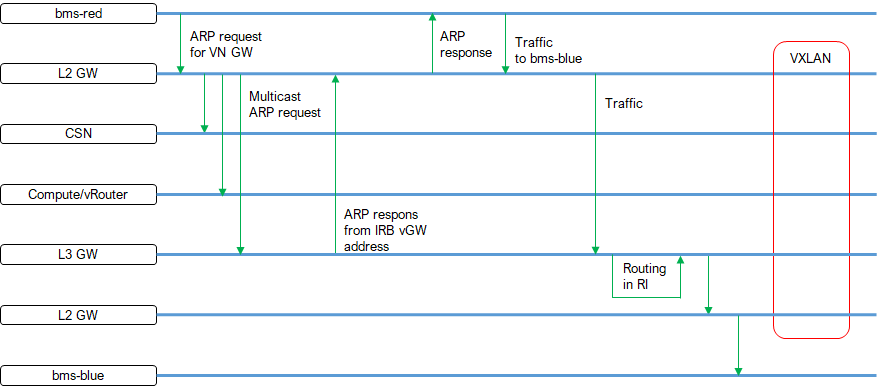 bms-red
ARP request
for VN GW
ARP
response
Traffic
to bms-blue
VXLAN
L2 GW
Multicast
ARP request
Traffic
CSN
Compute/vRouter
ARP respons
from IRB vGW
address
L3 GW
Routing
in RI
L2 GW
bms-blue